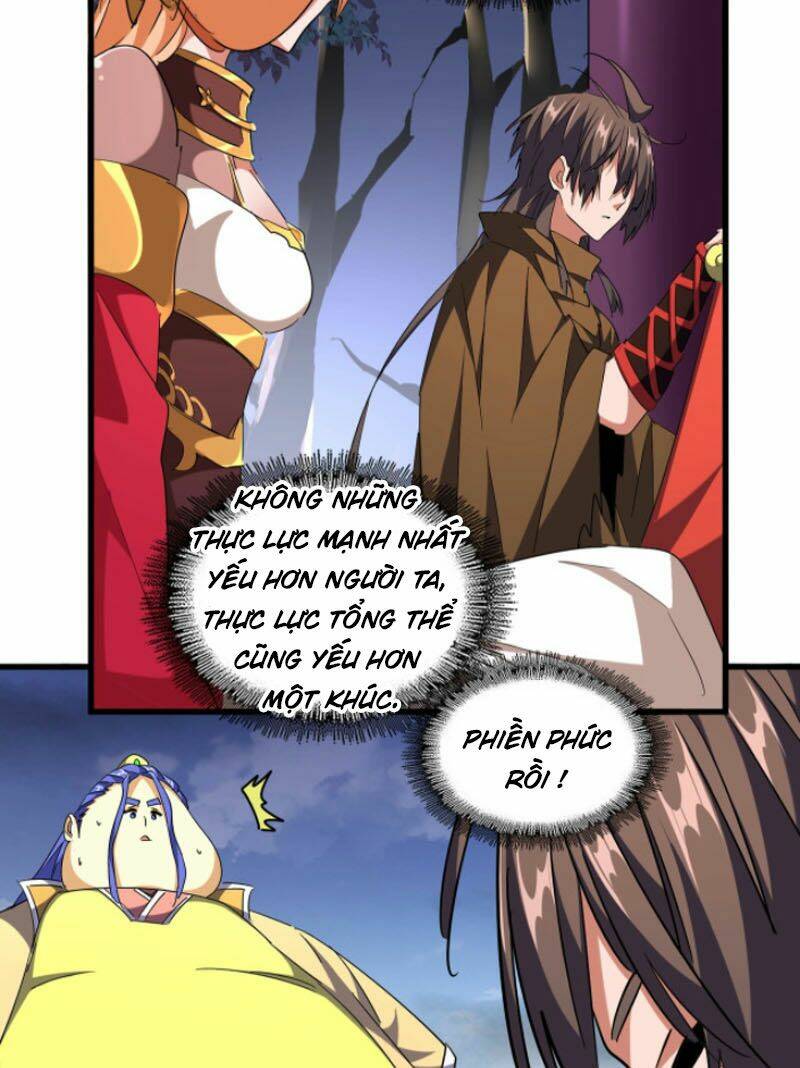 KHÔNG NHỮNG
THỰC LỰC MẠNH NHẤT
YẾU HƠN NGƯỜI TA,
THỰC LỰC TỔNG THỂ
CŨNG YẾU HƠN
MỘT KHÚC.
PHIỀN PHỨC
RỒI !